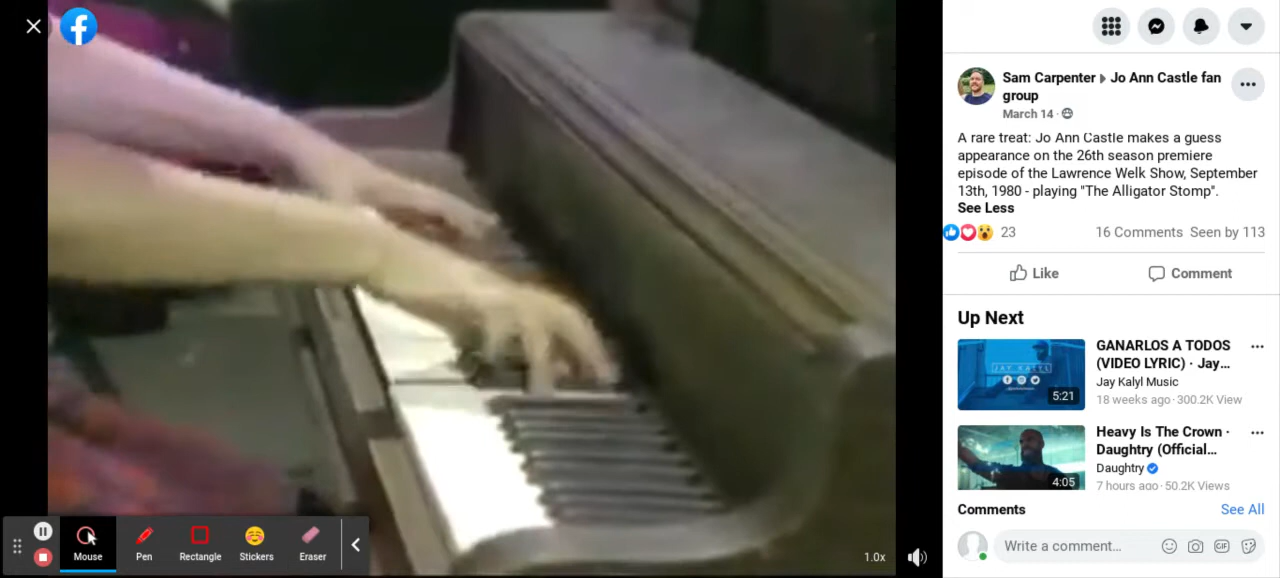 Sam Carpenter ▸ Jo Ann Castle fan
group
March 14 ·
A rare treat: Jo Ann Castle makes a guess
appearance on the 26th season premiere
episode of the Lawrence Welk Show, September
13th, 1980 - playing "The Alligator Stomp".
See Less
23 16 Comments Seen by 113
Like Comment
Up Next
GANARLOS A TODOS
(VIDEO LYRIC) · Jay...
Jay Kalyl Music
18 weeks ago · 300.2K View
JAY KALYL
5:21
Heavy Is The Crown ·
Daughtry (Official...
Daughtry
7 hours ago · 50.2K Views
4:05
Comments See All
Write a comment...
GIF
Mouse Pen Rectangle Stickers Eraser
1.0x